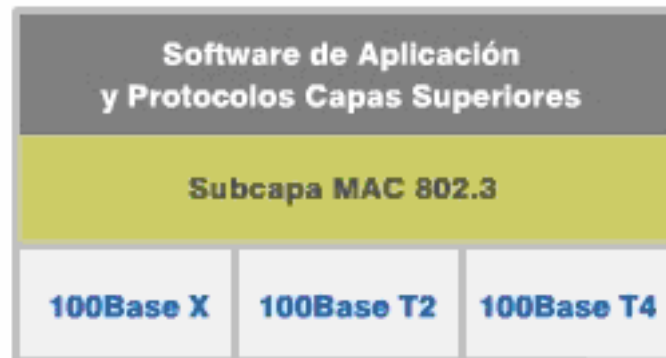 Software de Aplicación
y Protocolos Capas Superiores
Subcapa MAC 802.3
100Base X
100Base T2
100Base T4